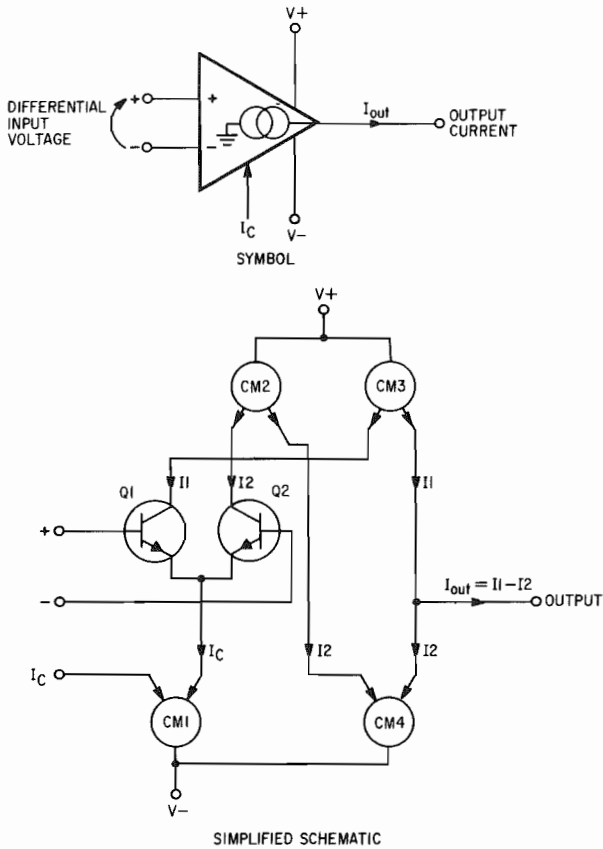 V+
DIFFERENTIAL
INPUT
VOLTAGE
+
-
+
-
Iout
OUTPUT
CURRENT
IC
V-
SYMBOL
V+
CM2
CM3
I1
I2
I1
Q1
Q2
+
-
Iout = I1-I2
OUTPUT
IC
I2
I2
IC
CM1
CM4
V-
SIMPLIFIED SCHEMATIC